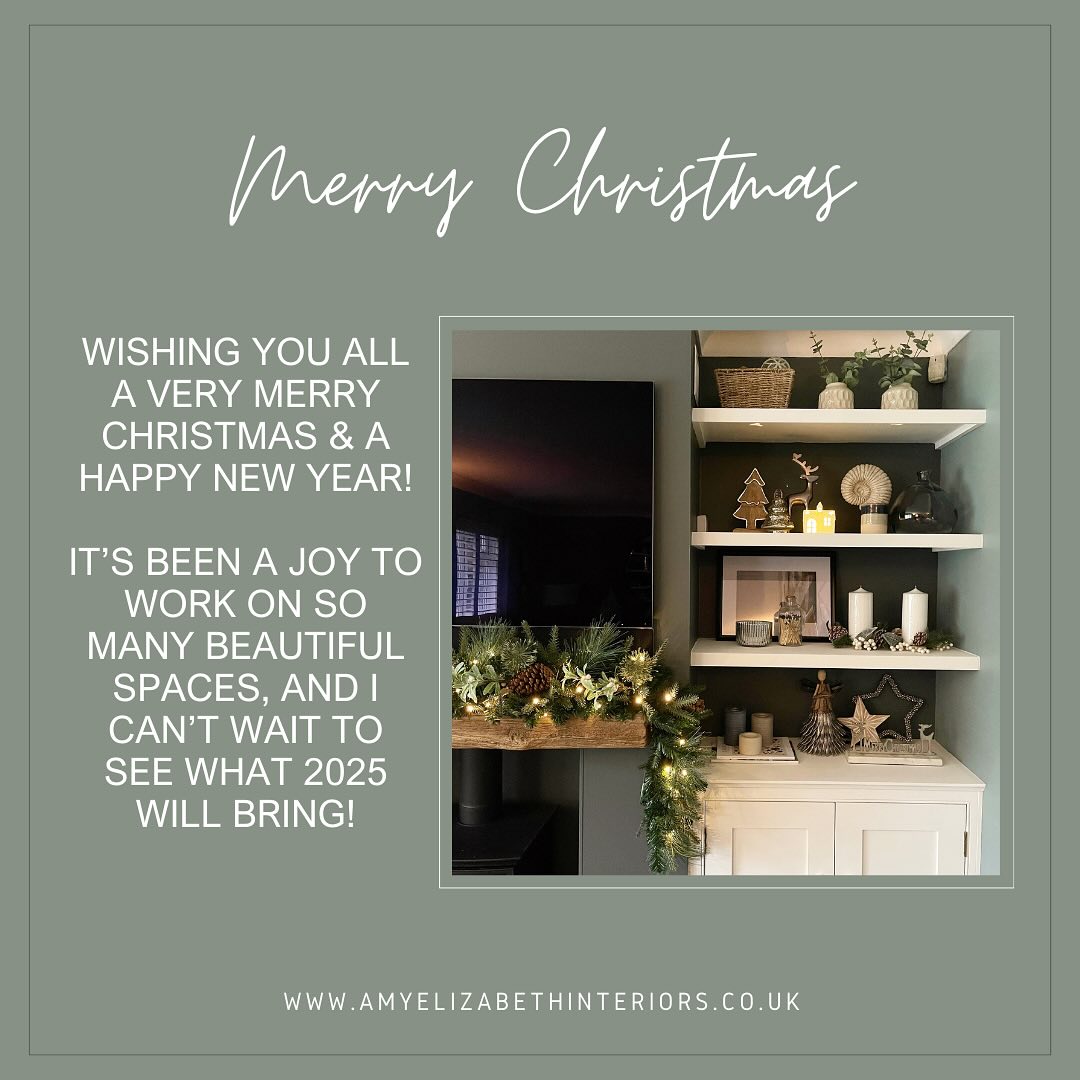 Merry Christmas
WISHING YOU ALL
A VERY MERRY
CHRISTMAS & A
HAPPY NEW YEAR!
IT’S BEEN A JOY TO
WORK ON SO
MANY BEAUTIFUL
SPACES, AND I
CAN’T WAIT TO
SEE WHAT 2025
WILL BRING!
WWW.AMYELIZABETHINTERIORS.CO.UK